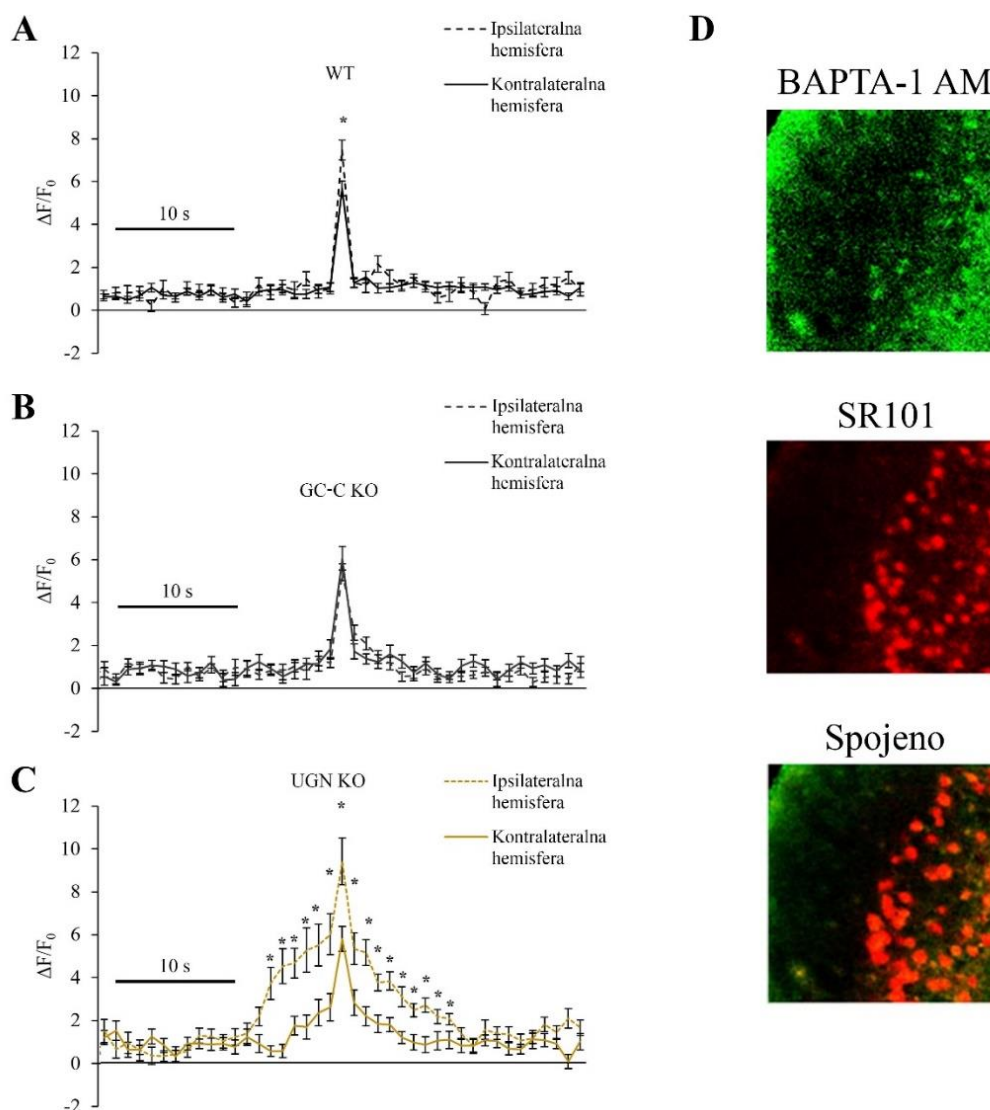 A
12
10
8
6
4
2
0
-2
ΔF/F₀
10 s
WT
*
Ipsilateralna
hemisfera
Kontralateralna
hemisfera
B
12
10
8
6
4
2
0
-2
ΔF/F₀
10 s
GC-C KO
Ipsilateralna
hemisfera
Kontralateralna
hemisfera
C
12
10
8
6
4
2
0
-2
ΔF/F₀
10 s
UGN KO
* * * * * * * * * * * * * * * *
Ipsilateralna
hemisfera
Kontralateralna
hemisfera
D
BAPTA-1 AM
SR101
Spojeno